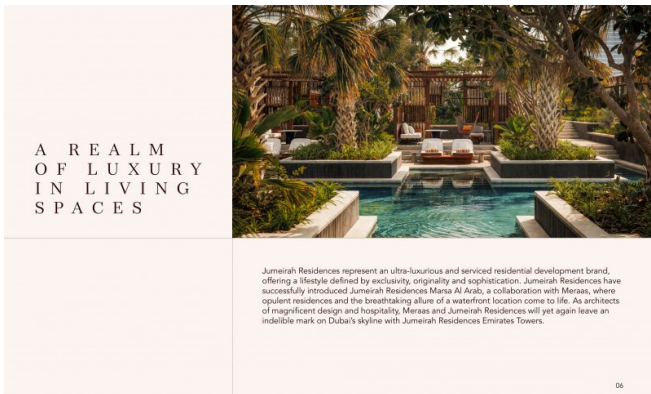 A REALM
OF LUXURY
IN LIVING
SPACES
Jumeirah Residences represent an ultra-luxurious and serviced residential development brand,
offering a lifestyle defined by exclusivity, originality and sophistication. Jumeirah Residences have
successfully introduced Jumeirah Residences Marsa Al Arab, a collaboration with Meraas, where
opulent residences and the breathtaking allure of a waterfront location come to life. As architects
of magnificent design and hospitality, Meraas and Jumeirah Residences will yet again leave an
indelible mark on Dubai's skyline with Jumeirah Residences Emirates Towers.
06